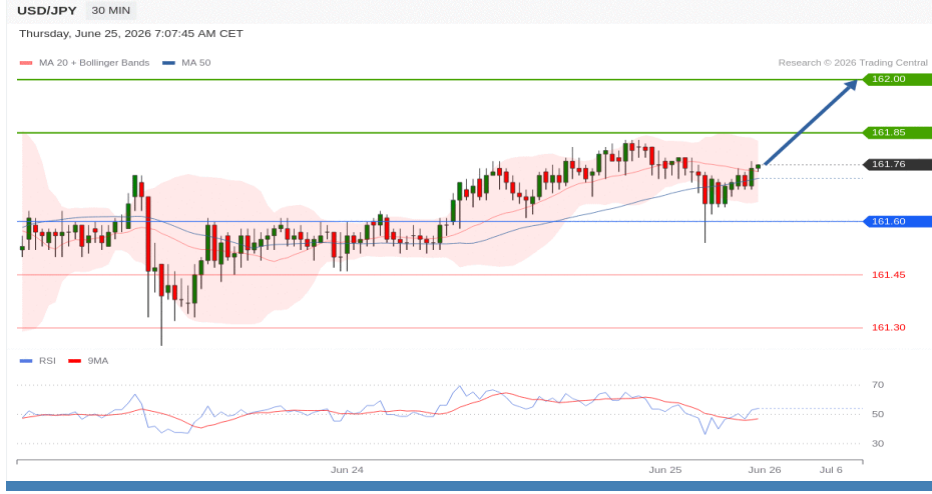 USD/JPY 30 MIN
Thursday, June 25, 2026 7:07:45 AM CET
MA 20 + Bollinger Bands MA 50 Research © 2026 Trading Central
162.00
161.85
161.76
161.60
161.45
161.30
RSI 9MA
70
50
30
Jun 24 Jun 25 Jun 26 Jul 6